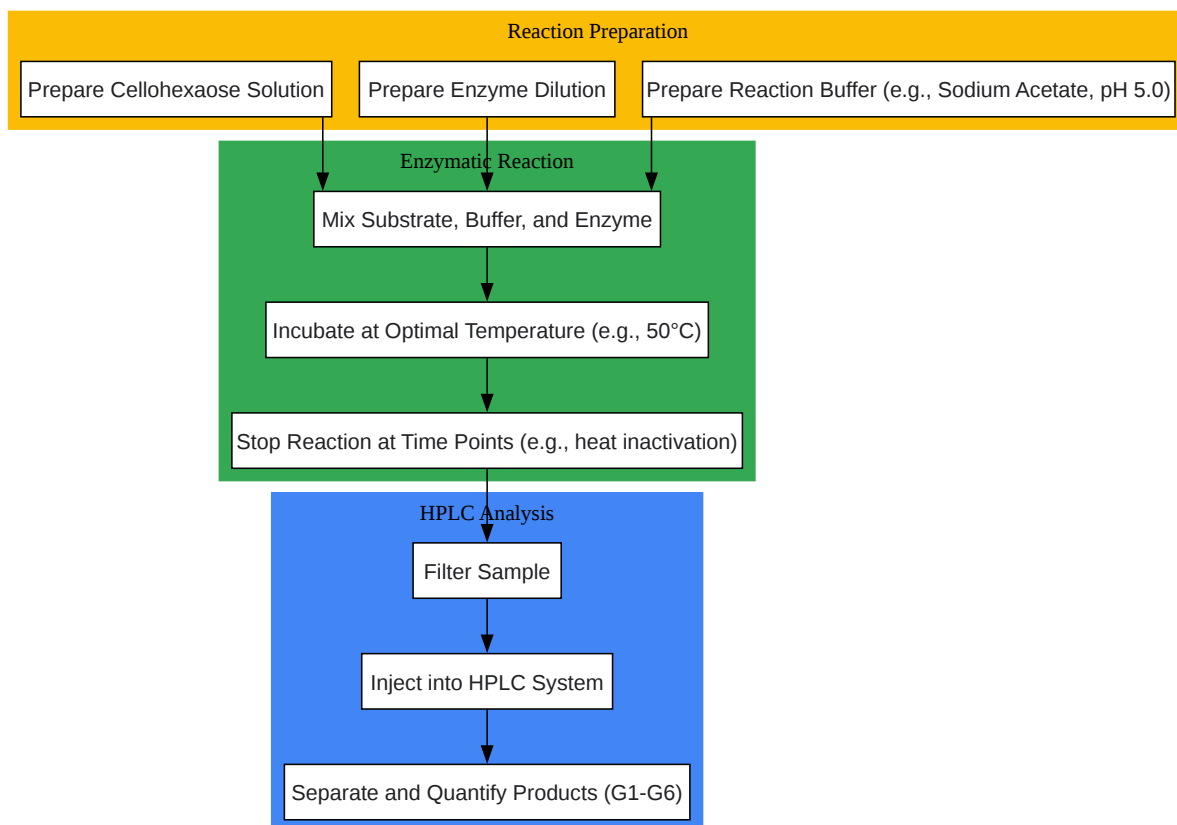 Reaction Preparation
Prepare Cellohexaose Solution
Prepare Enzyme Dilution
Prepare Reaction Buffer (e.g., Sodium Acetate, pH 5.0)
Enzymatic Reaction
Mix Substrate, Buffer, and Enzyme
Incubate at Optimal Temperature (e.g., 50°C)
Stop Reaction at Time Points (e.g., heat inactivation)
HPLC Analysis
Filter Sample
Inject into HPLC System
Separate and Quantify Products (G1-G6)